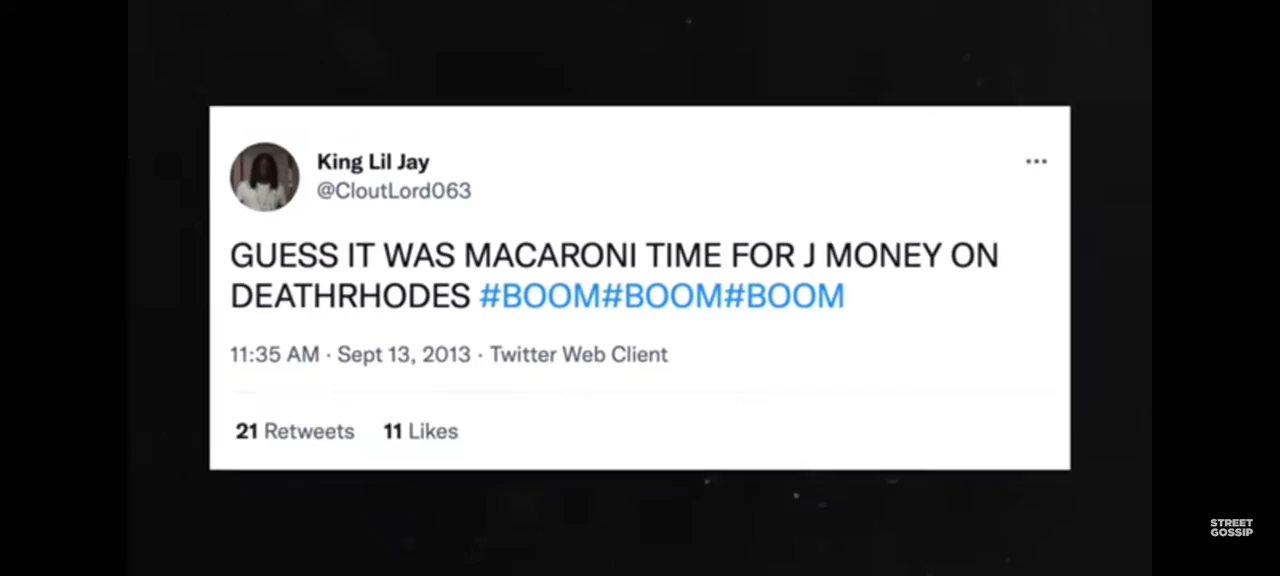 King Lil Jay
@CloutLord063
GUESS IT WAS MACARONI TIME FOR J MONEY ON
DEATHRHODES #BOOM#BOOM#BOOM
11:35 AM · Sept 13, 2013 · Twitter Web Client
21 Retweets 11 Likes
STREET
GOSSIP